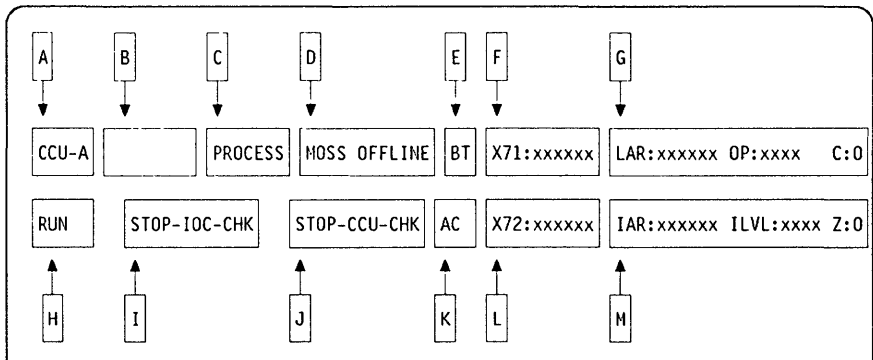 A B C D E F G
CCU-A PROCESS MOSS OFFLINE BT X71:xxxxxx LAR:xxxxxx OP:xxxx C:0
RUN STOP-IOC-CHK STOP-CCU-CHK AC X72:xxxxxx IAR:xxxxxx ILVL:xxxx Z:0
H I J K L M